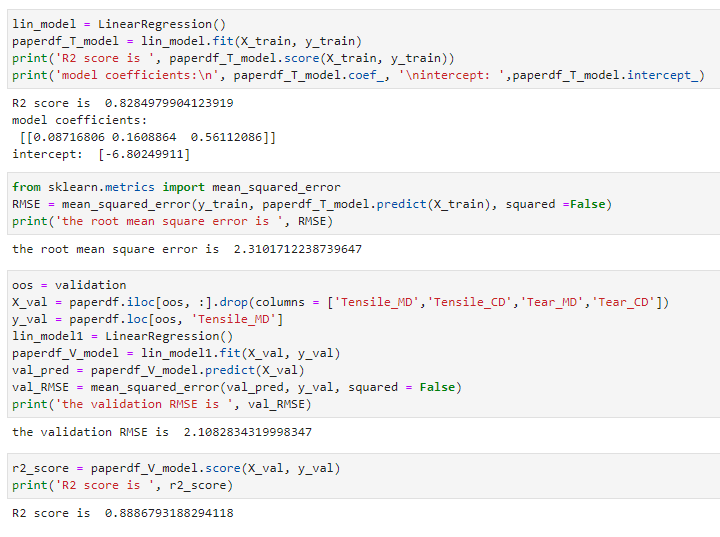 lin_model = LinearRegression()
paperdf_T_model = lin_model.fit(X_train, y_train)
print('R2 score is ', paperdf_T_model.score(X_train, y_train))
print('model coefficients:\n', paperdf_T_model.coef_, '\nintercept: ',paperdf_T_model.intercept_)
R2 score is  0.8284979904123919
model coefficients:
 [[0.08716806 0.1608864  0.56112086]]
intercept:  [-6.80249911]
from sklearn.metrics import mean_squared_error
RMSE = mean_squared_error(y_train, paperdf_T_model.predict(X_train), squared =False)
print('the root mean square error is ', RMSE)
the root mean square error is  2.3101712238739647
oos = validation
X_val = paperdf.iloc[oos, :].drop(columns = ['Tensile_MD','Tensile_CD','Tear_MD','Tear_CD'])
y_val = paperdf.loc[oos, 'Tensile_MD']
lin_model1 = LinearRegression()
paperdf_V_model = lin_model1.fit(X_val, y_val)
val_pred = paperdf_V_model.predict(X_val)
val_RMSE = mean_squared_error(val_pred, y_val, squared = False)
print('the validation RMSE is ', val_RMSE)
the validation RMSE is  2.1082834319998347
r2_score = paperdf_V_model.score(X_val, y_val)
print('R2 score is ', r2_score)
R2 score is  0.8886793188294118